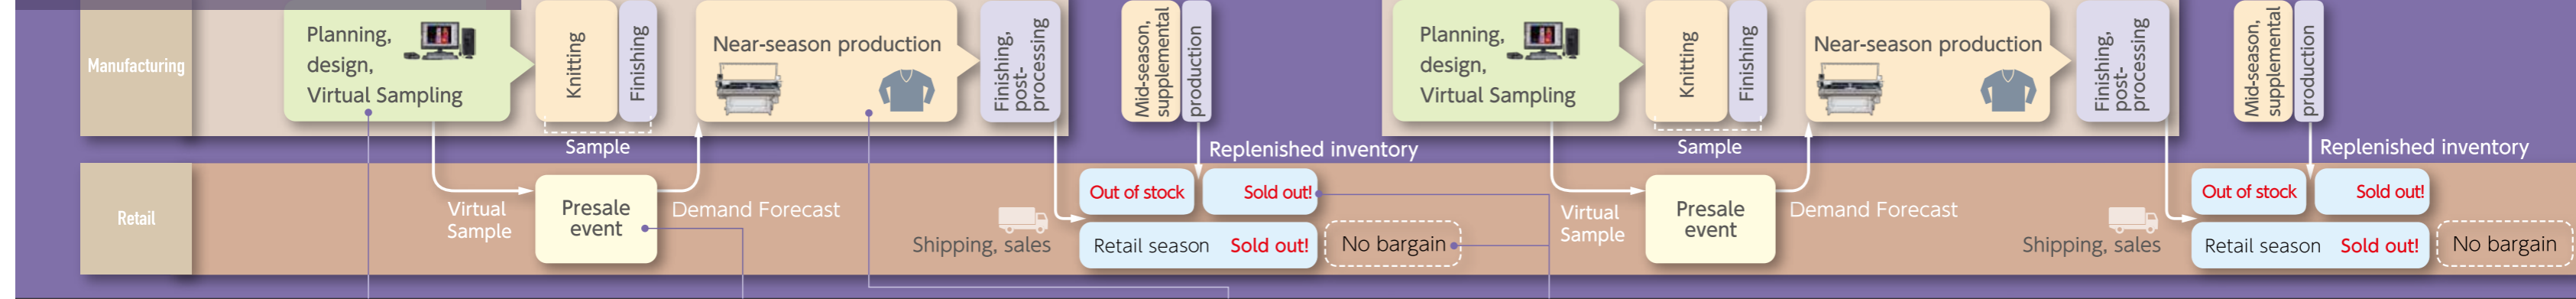 Manufacturing
Planning,
design,
Virtual Sampling
Knitting
Finishing
Sample
Near-season production
Finishing,
post-
processing
Mid-season,
supplemental
production
Replenished inventory
Planning,
design,
Virtual Sampling
Knitting
Finishing
Sample
Near-season production
Finishing,
post-
processing
Mid-season,
supplemental
production
Replenished inventory
Retail
Virtual
Sample
Presale
event
Demand Forecast
Shipping, sales
Out of stock
Sold out!
Retail season Sold out!
No bargain
Virtual
Sample
Presale
event
Demand Forecast
Shipping, sales
Out of stock
Sold out!
Retail season Sold out!
No bargain